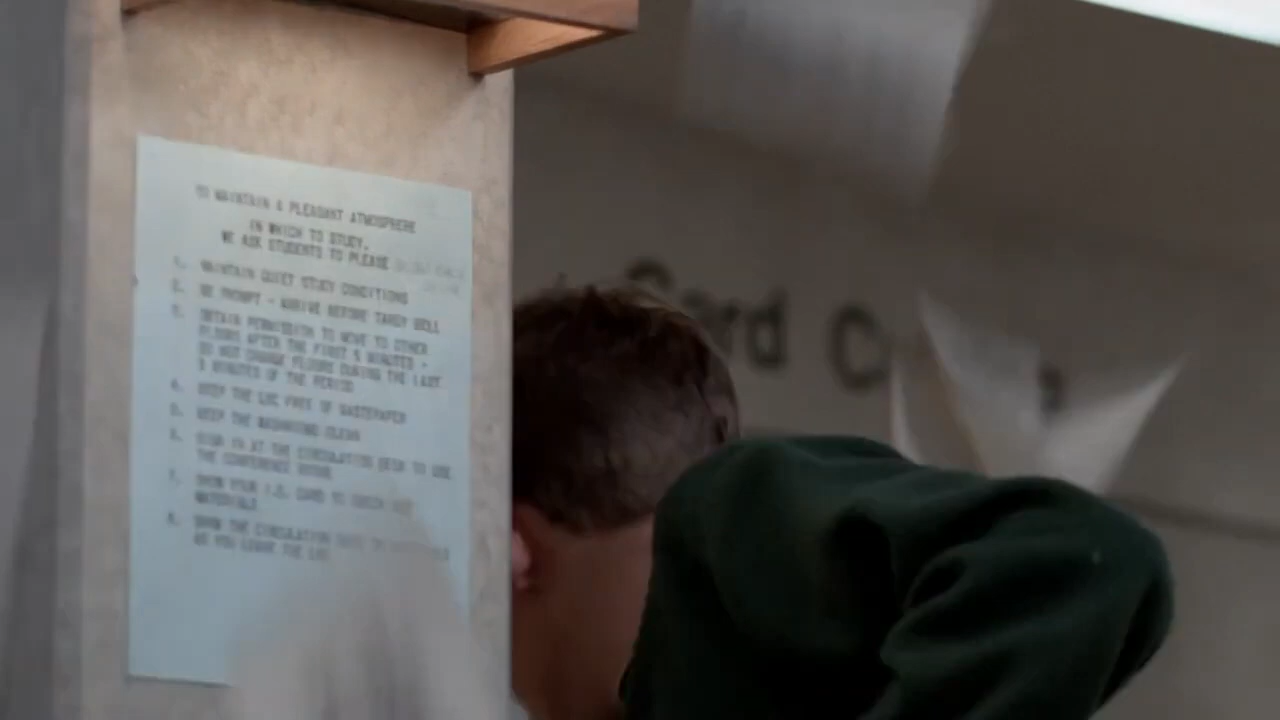 TO MAINTAIN A PLEASANT ATMOSPHERE
IN WHICH TO STUDY,
WE ASK STUDENTS TO PLEASE
1. MAINTAIN QUIET STUDY CONDITIONS
2. BE PROMPT - ARRIVE BEFORE TARDY BELL
3. OBTAIN PERMISSION TO MOVE TO OTHER
FLOORS AFTER THE FIRST 5 MINUTES -
DO NOT CHANGE FLOORS DURING THE LAST
5 MINUTES OF THE PERIOD
4. KEEP THE LRC FREE OF WASTEPAPER
5. KEEP THE WASHROOMS CLEAN
6. SIGN IN AT THE CIRCULATION DESK TO USE
THE CONFERENCE ROOMS
7. SHOW YOUR I.D. CARD TO CHECK OUT
MATERIALS
8. SHOW THE CIRCULATION
AS YOU LEAVE THE LRC